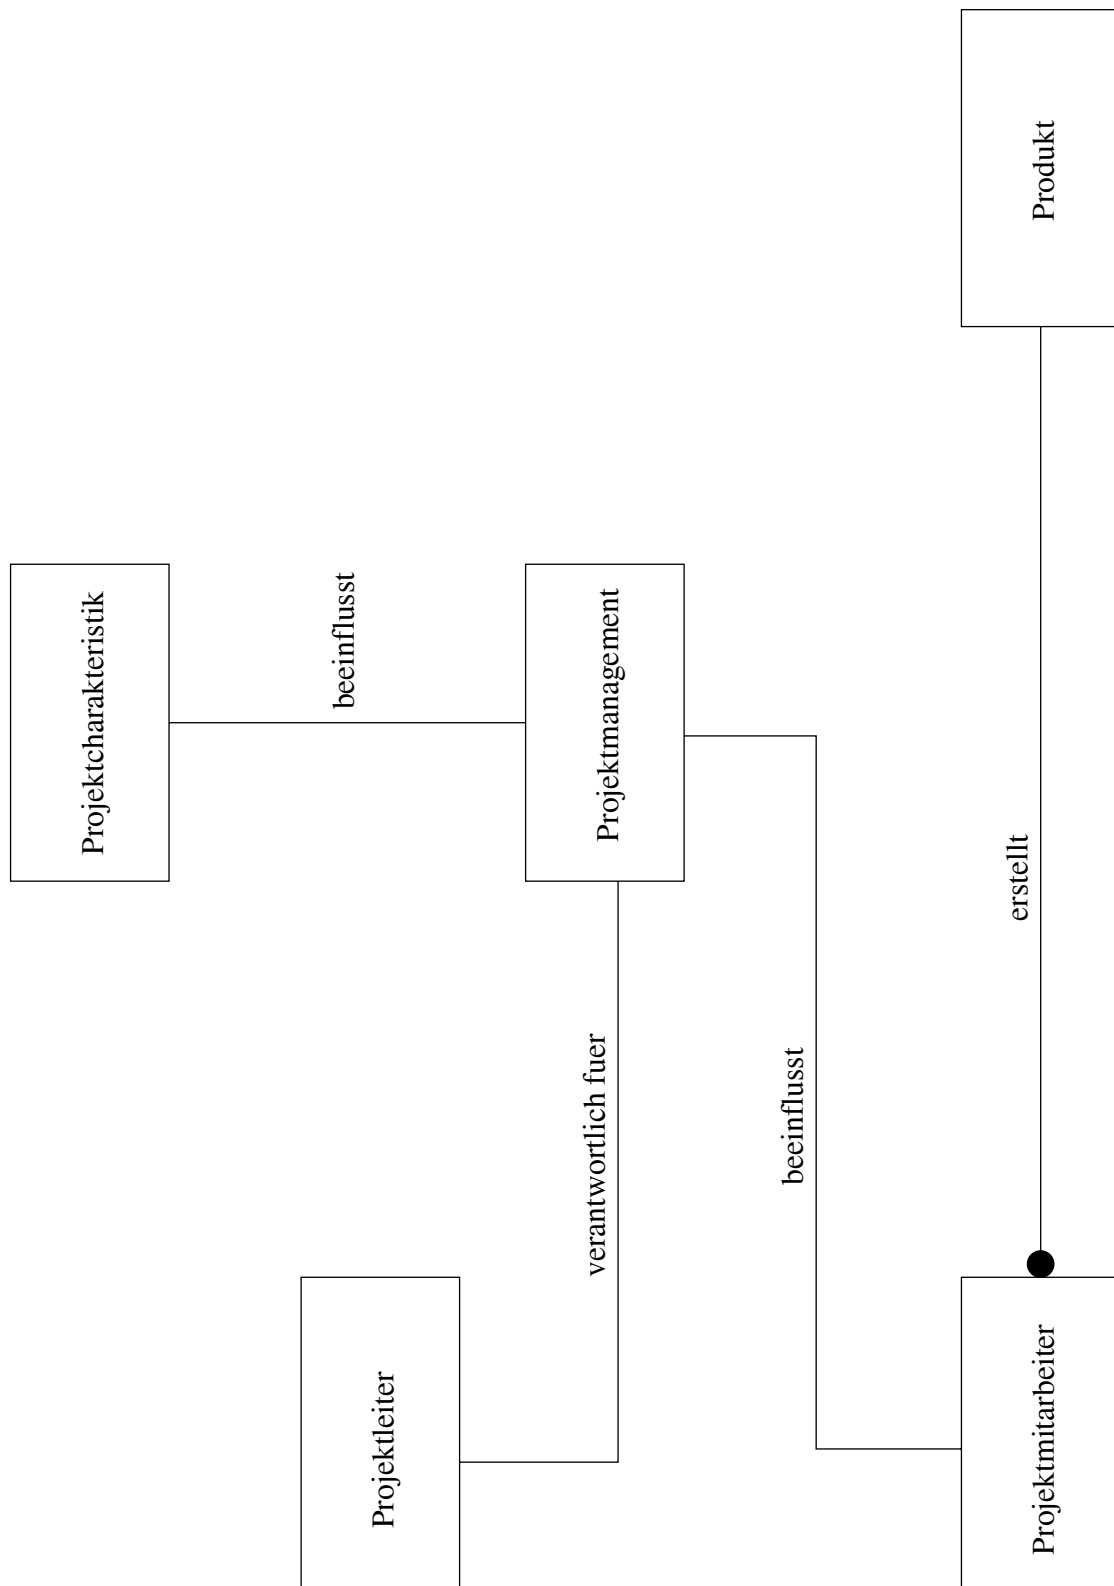 Projektcharakteristik
beeinflusst
Projektleiter
verantwortlich fuer
Projektmanagement
beeinflusst
Projektmitarbeiter
erstellt
Produkt